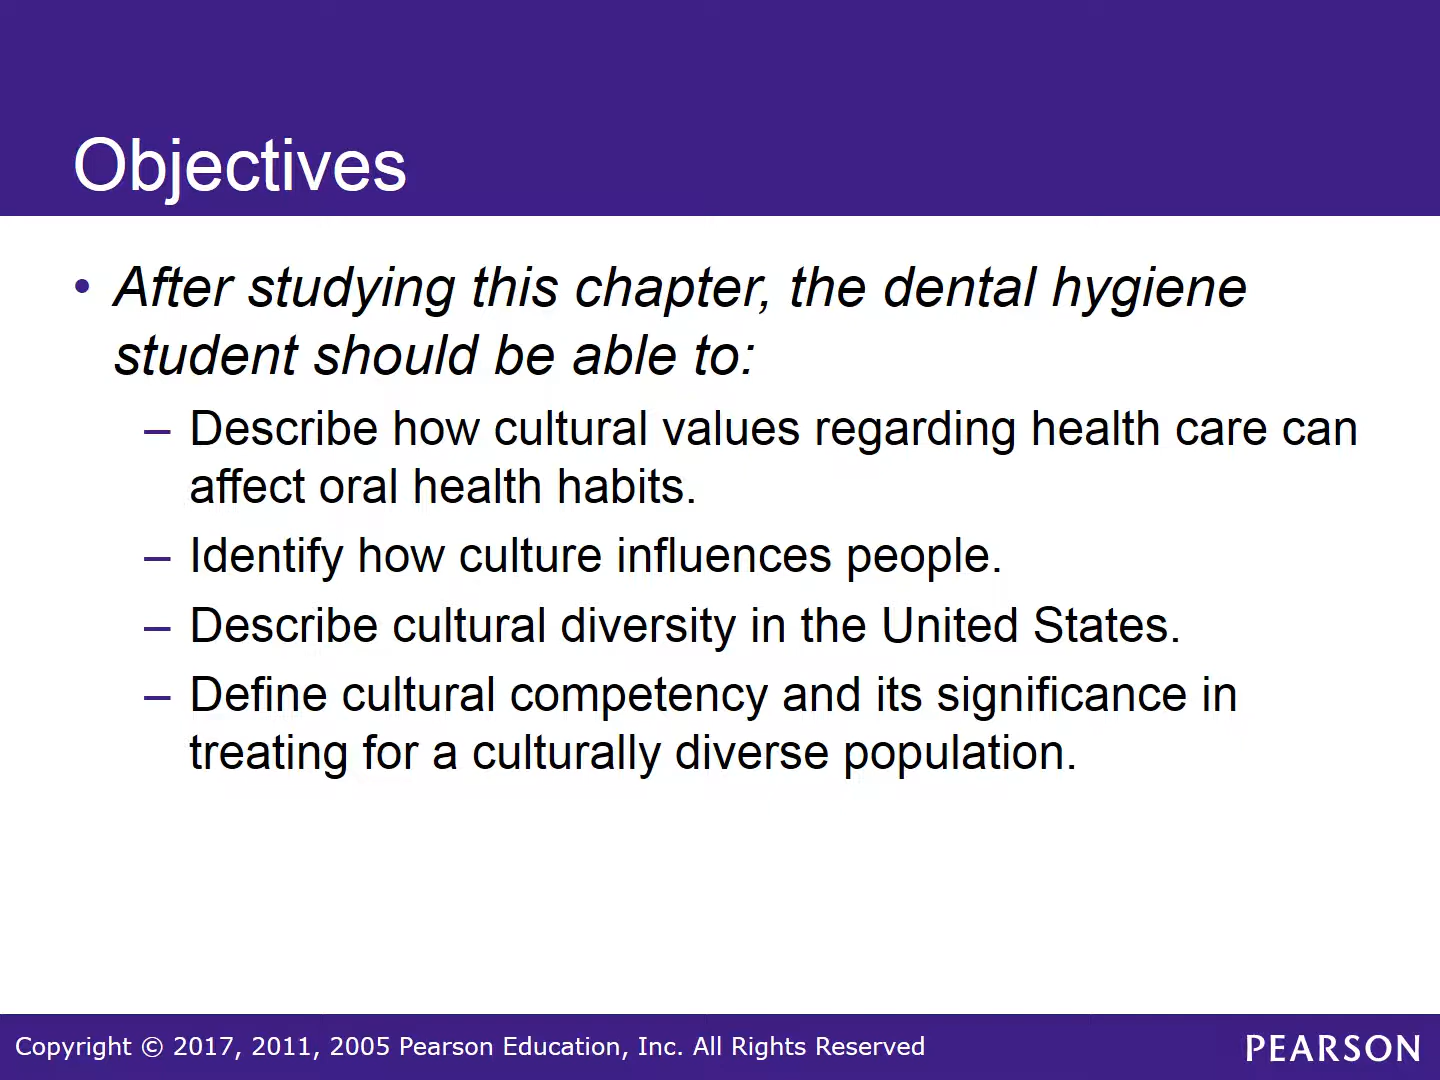 Objectives
• After studying this chapter, the dental hygiene
student should be able to:
– Describe how cultural values regarding health care can
affect oral health habits.
– Identify how culture influences people.
– Describe cultural diversity in the United States.
– Define cultural competency and its significance in
treating for a culturally diverse population.
Copyright © 2017, 2011, 2005 Pearson Education, Inc. All Rights Reserved
PEARSON